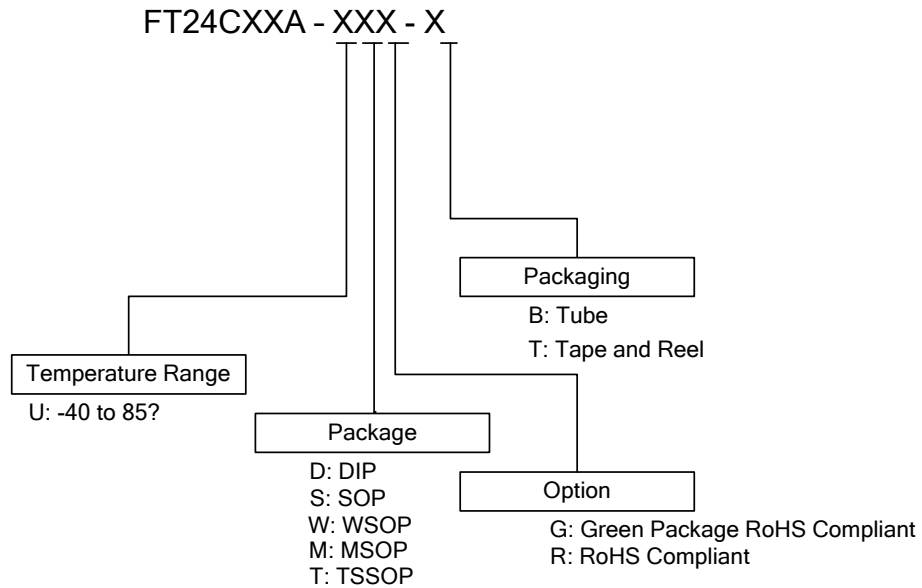 FT24CXXA - XXX - X
Packaging
B: Tube
T: Tape and Reel
Temperature Range
U: -40 to 85?
Package
D: DIP
S: SOP
W: WSOP
M: MSOP
T: TSSOP
Option
G: Green Package RoHS Compliant
R: RoHS Compliant